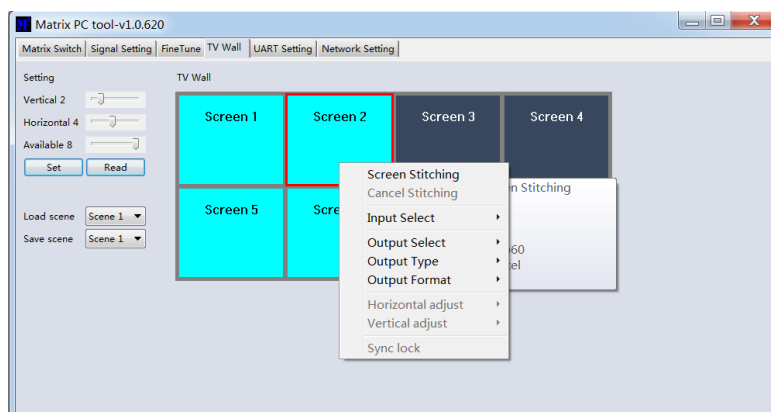 Matrix PC tool-v1.0.620
Matrix Switch Signal Setting FineTune TV Wall UART Setting Network Setting
Setting
TV Wall
Vertical 2
Horizontal 4
Available 8
Set Read
Load scene Scene 1
Save scene Scene 1
Screen 1 Screen 2 Screen 3 Screen 4
Screen 5 Scre
Screen Stitching
Cancel Stitching
Input Select
Output Select
Output Type
Output Format
Horizontal adjust
Vertical adjust
Sync lock
en Stitching
60
el